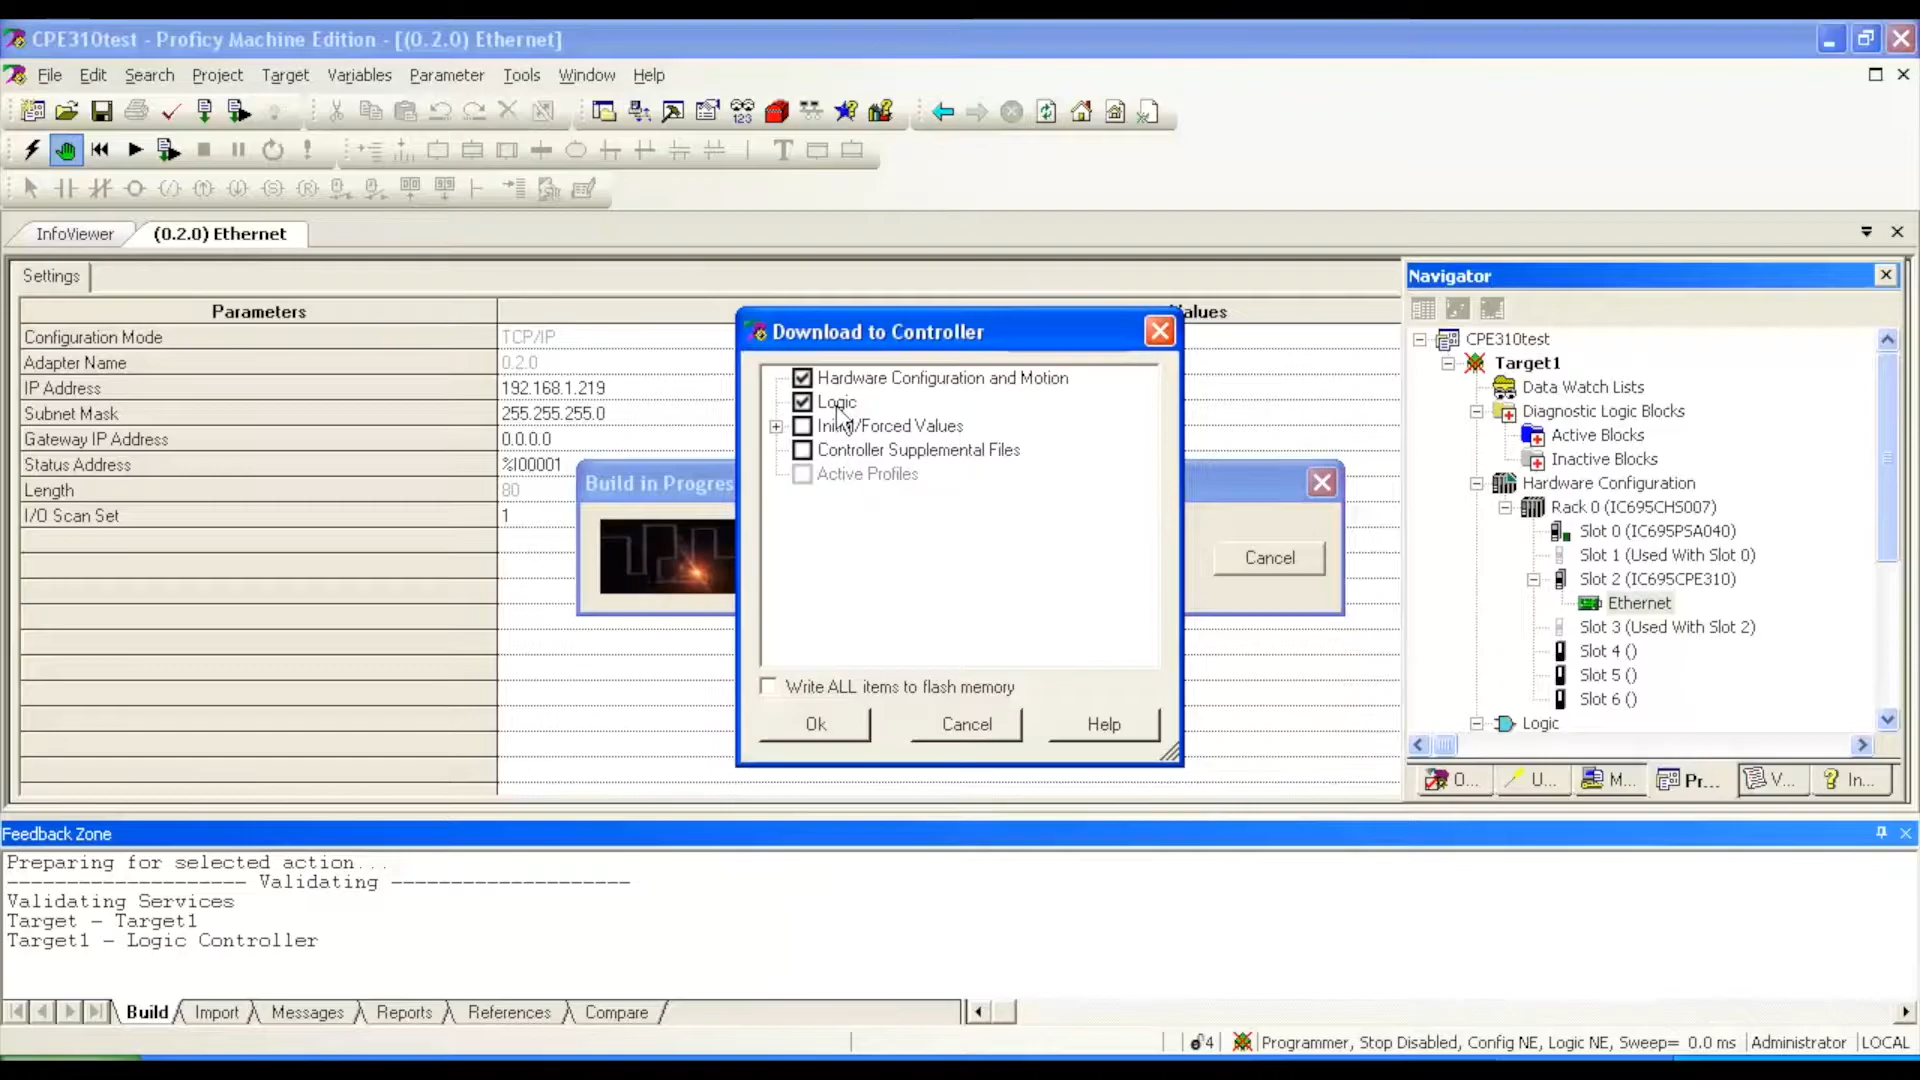 CPE310test - Proficy Machine Edition - [(0.2.0) Ethernet]
File Edit Search Project Target Variables Parameter Tools Window Help
InfoViewer (0.2.0) Ethernet
Settings
Parameters
Configuration Mode TCP/IP
Adapter Name 0.2.0
IP Address 192.168.1.219
Subnet Mask 255.255.255.0
Gateway IP Address 0.0.0.0
Status Address %I00001
Length 80
I/O Scan Set 1
Build in Progres
Cancel
Download to Controller
Hardware Configuration and Motion
Logic
Controller Supplemental Files
Active Profiles
Write ALL items to flash memory
Ok Cancel Help
Navigator
CPE310test
Target1
Data Watch Lists
Diagnostic Logic Blocks
Active Blocks
Inactive Blocks
Hardware Configuration
Rack 0 (IC695CHS007)
Slot 0 (IC695PSA040)
Slot 1 (Used With Slot 0)
Slot 2 (IC695CPE310)
Ethernet
Slot 3 (Used With Slot 2)
Slot 4 ()
Slot 5 ()
Slot 6 ()
Logic
O... U... M... Pr... V... In...
Feedback Zone
Preparing for selected action...
------------------- Validating -------------------
Validating Services
Target - Target1
Target1 - Logic Controller
Build Import Messages Reports References Compare
4 Programmer, Stop Disabled, Config NE, Logic NE, Sweep= 0.0 ms Administrator LOCAL